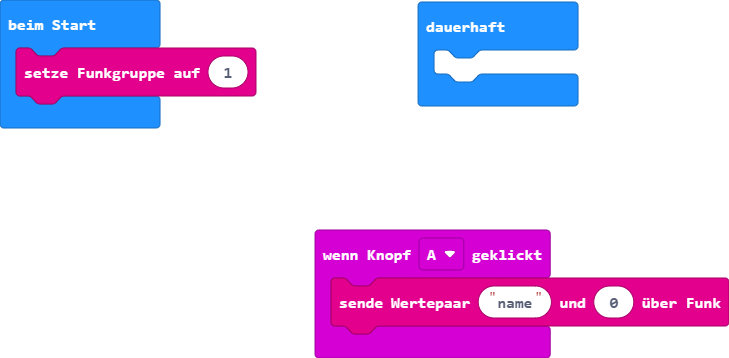 beim Start
setze Funkgruppe auf 1
dauerhaft
wenn Knopf A geklickt
sende Wertepaar "name" und 0 über Funk